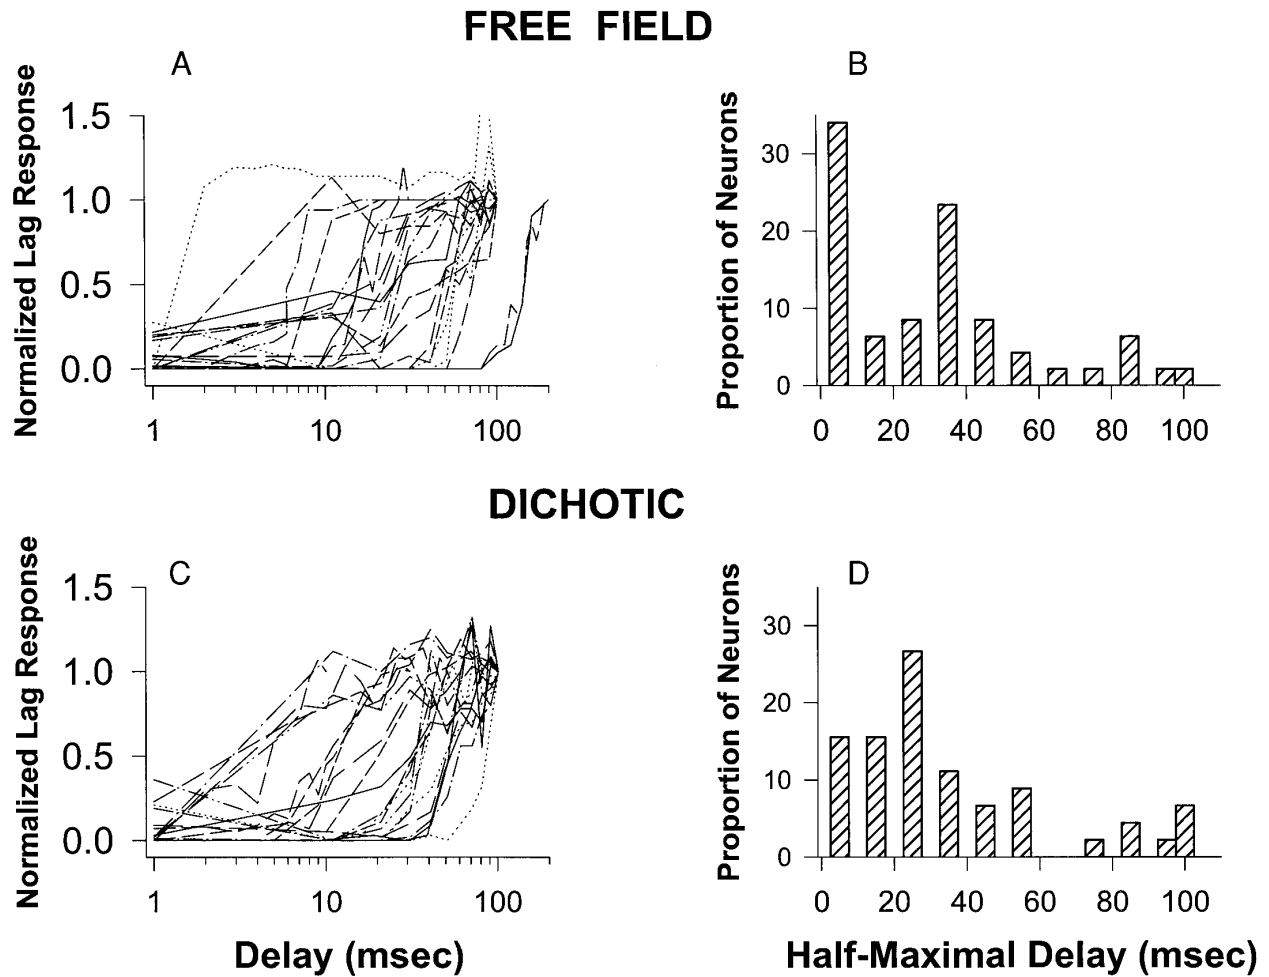 FREE FIELD
A
B
Normalized Lag Response
1.5
1.0
0.5
0.0
1 10 100
Proportion of Neurons
30
20
10
0
0 20 40 60 80 100
DICHOTIC
C
D
Normalized Lag Response
1.5
1.0
0.5
0.0
1 10 100
Delay (msec)
Proportion of Neurons
30
20
10
0
0 20 40 60 80 100
Half-Maximal Delay (msec)